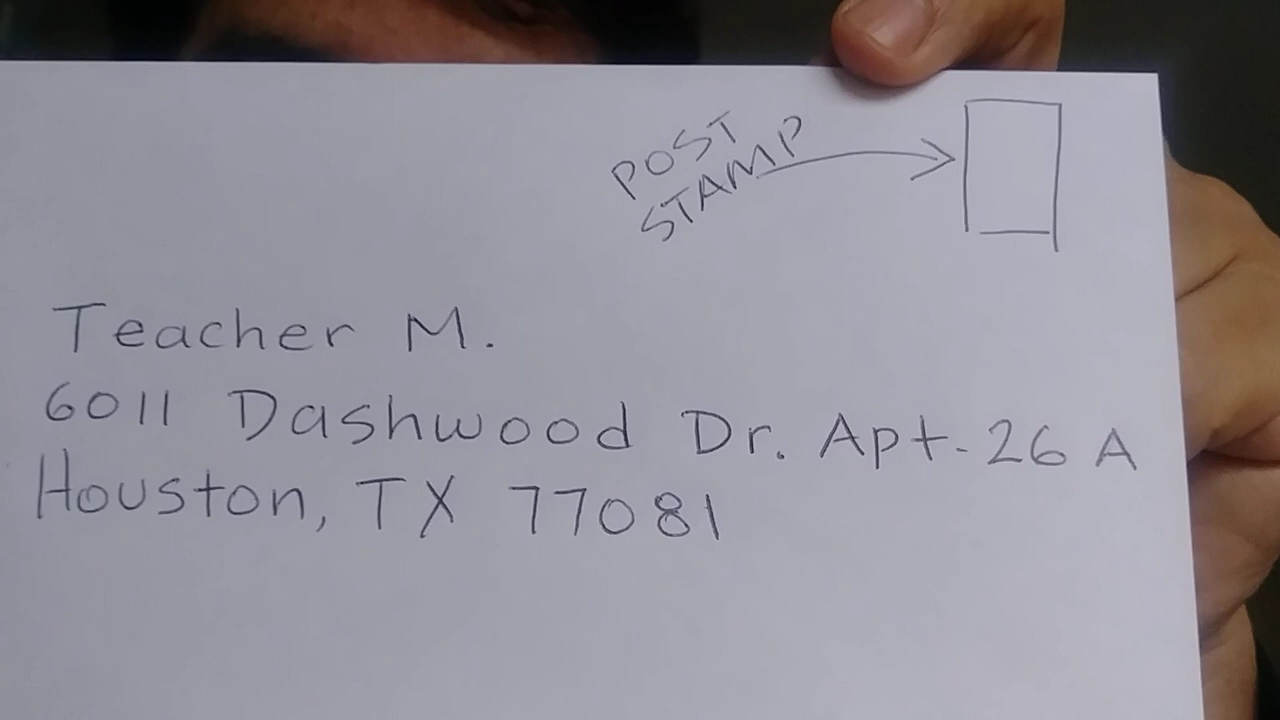 POST
STAMP
Teacher M.
6011 Dashwood Dr. Apt. 26 A
Houston, TX 77081